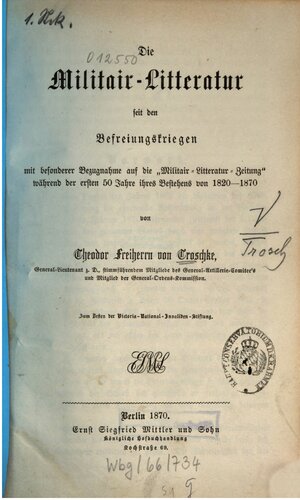 1. Stk.
012550
Die
Militair-Litteratur
seit den
Befreiungskriegen
mit besonderer Bezugnahme auf die „Militair-Litteratur-Zeitung“
während der ersten 50 Jahre ihres Bestehens von 1820—1870
von
V
Trosch
Theodor Freiherrn von Troschke,
General-Lieutenant z. D., stimmführendem Mitgliede des General-Artillerie-Comitee's
und Mitglied der General-Ordens-Kommission.
Zum Besten der Victoria-National-Invaliden-Stiftung.
Berlin 1870.
Ernst Siegfried Mittler und Sohn
Königliche Hofbuchhandlung
Kochstraße 69.
Wbg/66/734